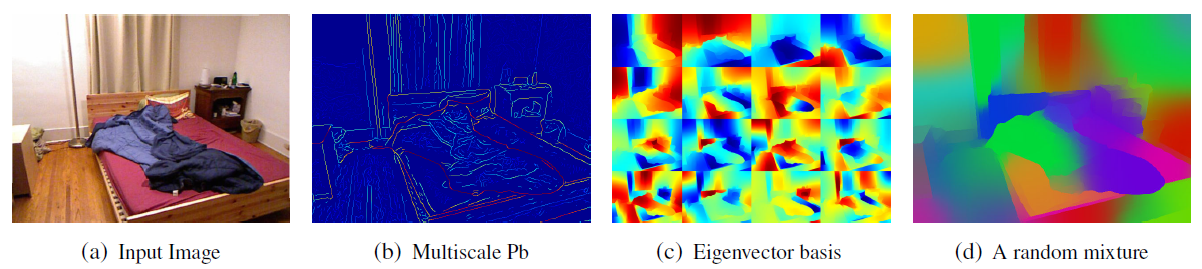 (a) Input Image
(b) Multiscale Pb
(c) Eigenvector basis
(d) A random mixture